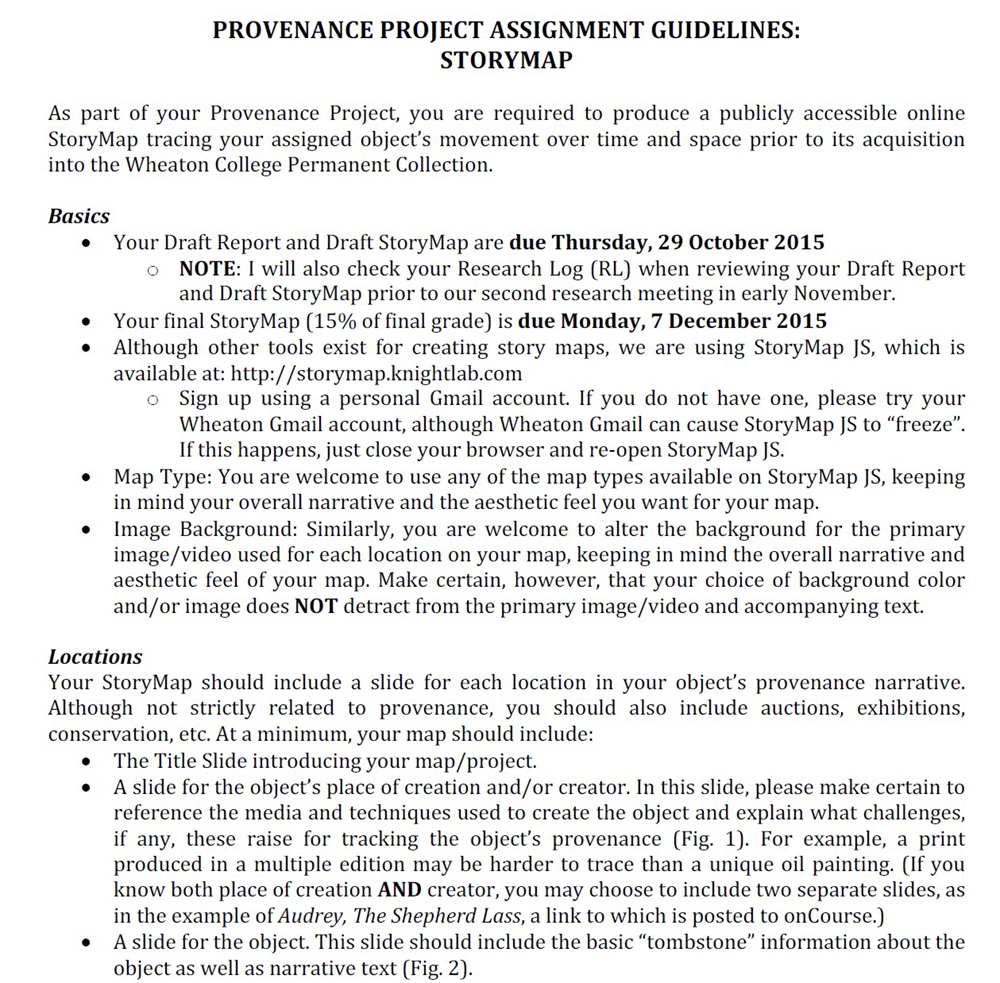 PROVENANCE PROJECT ASSIGNMENT GUIDELINES:
STORYMAP
As part of your Provenance Project, you are required to produce a publicly accessible online
StoryMap tracing your assigned object’s movement over time and space prior to its acquisition
into the Wheaton College Permanent Collection.
Basics
• Your Draft Report and Draft StoryMap are due Thursday, 29 October 2015
○ NOTE: I will also check your Research Log (RL) when reviewing your Draft Report
and Draft StoryMap prior to our second research meeting in early November.
• Your final StoryMap (15% of final grade) is due Monday, 7 December 2015
• Although other tools exist for creating story maps, we are using StoryMap JS, which is
available at: http://storymap.knightlab.com
○ Sign up using a personal Gmail account. If you do not have one, please try your
Wheaton Gmail account, although Wheaton Gmail can cause StoryMap JS to “freeze”.
If this happens, just close your browser and re-open StoryMap JS.
• Map Type: You are welcome to use any of the map types available on StoryMap JS, keeping
in mind your overall narrative and the aesthetic feel you want for your map.
• Image Background: Similarly, you are welcome to alter the background for the primary
image/video used for each location on your map, keeping in mind the overall narrative and
aesthetic feel of your map. Make certain, however, that your choice of background color
and/or image does NOT detract from the primary image/video and accompanying text.
Locations
Your StoryMap should include a slide for each location in your object’s provenance narrative.
Although not strictly related to provenance, you should also include auctions, exhibitions,
conservation, etc. At a minimum, your map should include:
• The Title Slide introducing your map/project.
• A slide for the object’s place of creation and/or creator. In this slide, please make certain to
reference the media and techniques used to create the object and explain what challenges,
if any, these raise for tracking the object’s provenance (Fig. 1). For example, a print
produced in a multiple edition may be harder to trace than a unique oil painting. (If you
know both place of creation AND creator, you may choose to include two separate slides, as
in the example of Audrey, The Shepherd Lass, a link to which is posted to onCourse.)
• A slide for the object. This slide should include the basic “tombstone” information about the
object as well as narrative text (Fig. 2).